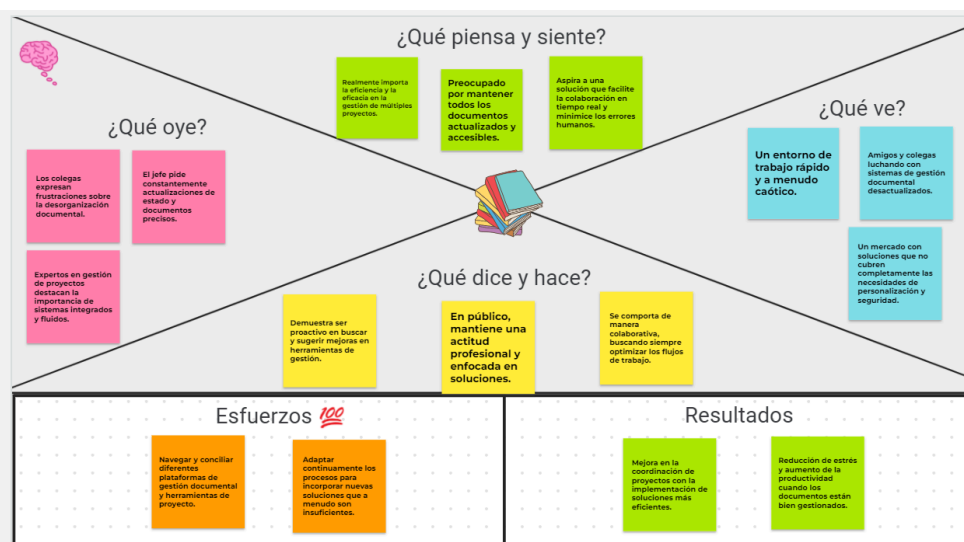 ¿Qué piensa y siente?
Realmente importa
la eficiencia y la
eficacia en la
gestión de múltiples
proyectos.
Preocupado
por mantener
todos los
documentos
actualizados y
accesibles.
Aspira a una
solución que facilite
la colaboración en
tiempo real y
minimice los errores
humanos.
¿Qué oye?
Los colegas
expresan
frustraciones sobre
la desorganización
documental.
El jefe pide
constantemente
actualizaciones de
estado y
documentos
precisos.
Expertos en gestión
de proyectos
destacan la
importancia de
sistemas integrados
y fluidos.
¿Qué ve?
Un entorno de
trabajo rápido
y a menudo
caótico.
Amigos y colegas
luchando con
sistemas de gestión
documental
desactualizados.
Un mercado con
soluciones que no
cubren
completamente las
necesidades de
personalización y
seguridad.
¿Qué dice y hace?
Demuestra ser
proactivo en buscar
y sugerir mejoras en
herramientas de
gestión.
En público,
mantiene una
actitud
profesional y
enfocada en
soluciones.
Se comporta de
manera
colaborativa,
buscando siempre
optimizar los flujos
de trabajo.
Esfuerzos 💯
Navegar y conciliar
diferentes
plataformas de
gestión documental
y herramientas de
proyecto.
Adaptar
continuamente los
procesos para
incorporar nuevas
soluciones que a
menudo son
insuficientes.
Resultados
Mejora en la
coordinación de
proyectos con la
implementación de
soluciones más
eficientes.
Reducción de estrés
y aumento de la
productividad
cuando los
documentos están
bien gestionados.